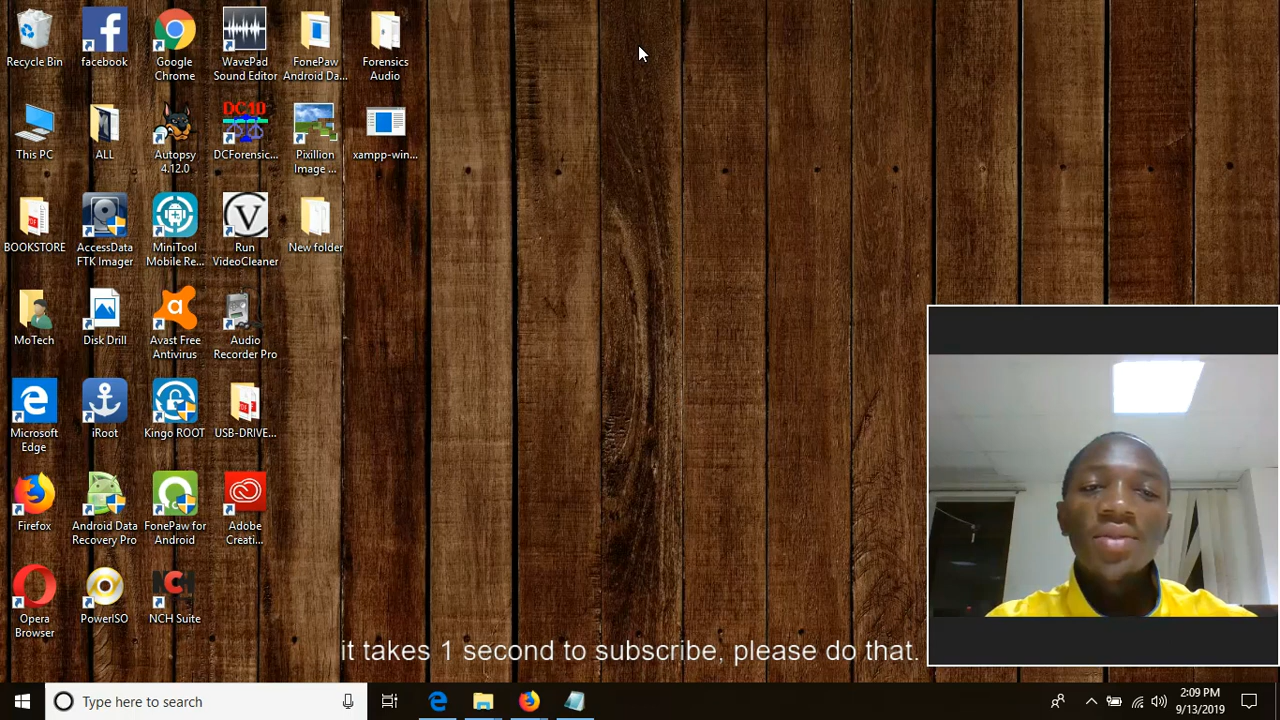 Recycle Bin
facebook
Google
Chrome
WavePad
Sound Editor
FonePaw
Android Da...
Forensics
Audio
This PC
ALL
Autopsy
4.12.0
DC10
DCForensic...
Pixillion
Image ...
xampp-win...
BOOKSTORE
AccessData
FTK Imager
MiniTool
Mobile Re...
V
Run
VideoCleaner
New folder
MoTech
Disk Drill
Avast Free
Antivirus
Audio
Recorder Pro
Microsoft
Edge
iRoot
Kingo ROOT
USB-DRIVE...
Firefox
Android Data
Recovery Pro
FonePaw for
Android
Adobe
Creati...
Opera
Browser
PowerISO
NCH
NCH Suite
it takes 1 second to subscribe, please do that.
Type here to search
2:09 PM
9/13/2019